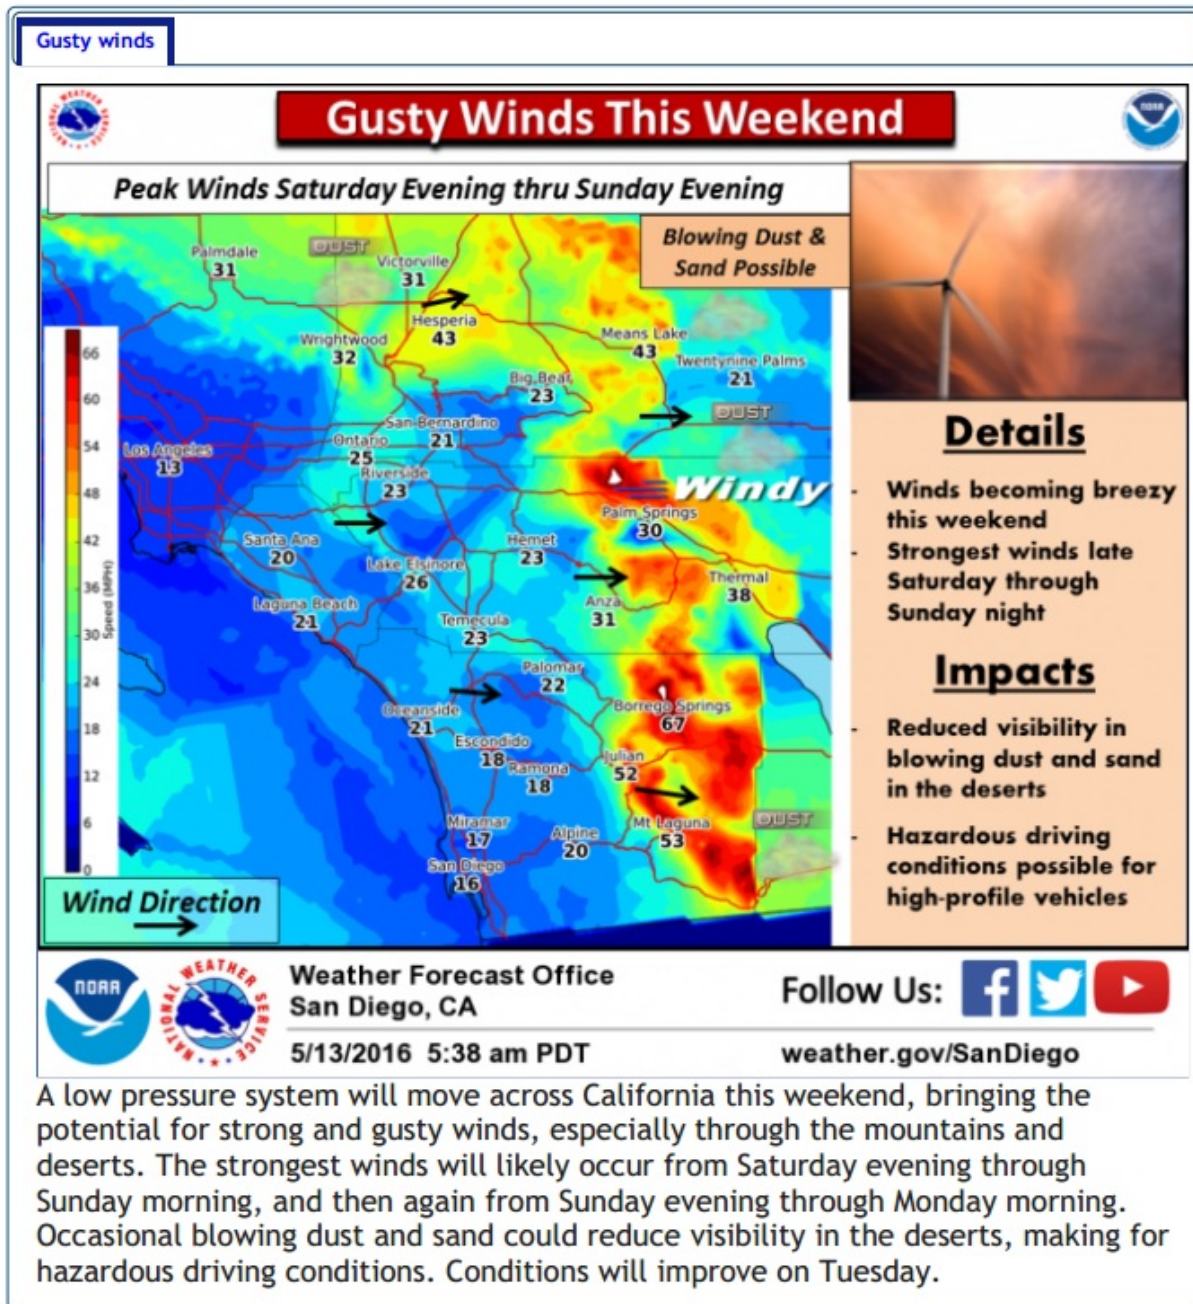 Gusty winds
NATIONAL WEATHER SERVICE
Gusty Winds This Weekend
NOAA
Peak Winds Saturday Evening thru Sunday Evening
Blowing Dust &
Sand Possible
Palmdale
31
DUST
Victorville
31
Hesperia
43
Wrightwood
32
Means Lake
43
Twentynine Palms
21
Big Bear
23
DUST
San Bernardino
21
Ontario
25
Los Angeles
13
Riverside
23
Windy
Palm Springs
30
Santa Ana
20
Hemet
23
Lake Elsinore
26
Thermal
38
Anza
31
Laguna Beach
21
Temecula
23
Palomar
22
Oceanside
21
Borrego Springs
67
Escondido
18
Ramona
18
Julian
52
Miramar
17
Alpine
20
Mt Laguna
53
DUST
San Diego
16
66
60
54
48
42
36
30
24
18
12
6
0
Speed (MPH)
Wind Direction
Details
- Winds becoming breezy
this weekend
- Strongest winds late
Saturday through
Sunday night
Impacts
- Reduced visibility in
blowing dust and sand
in the deserts
- Hazardous driving
conditions possible for
high-profile vehicles
NOAA
NATIONAL WEATHER SERVICE
Weather Forecast Office
San Diego, CA
5/13/2016 5:38 am PDT
Follow Us:
weather.gov/SanDiego
A low pressure system will move across California this weekend, bringing the
potential for strong and gusty winds, especially through the mountains and
deserts. The strongest winds will likely occur from Saturday evening through
Sunday morning, and then again from Sunday evening through Monday morning.
Occasional blowing dust and sand could reduce visibility in the deserts, making for
hazardous driving conditions. Conditions will improve on Tuesday.